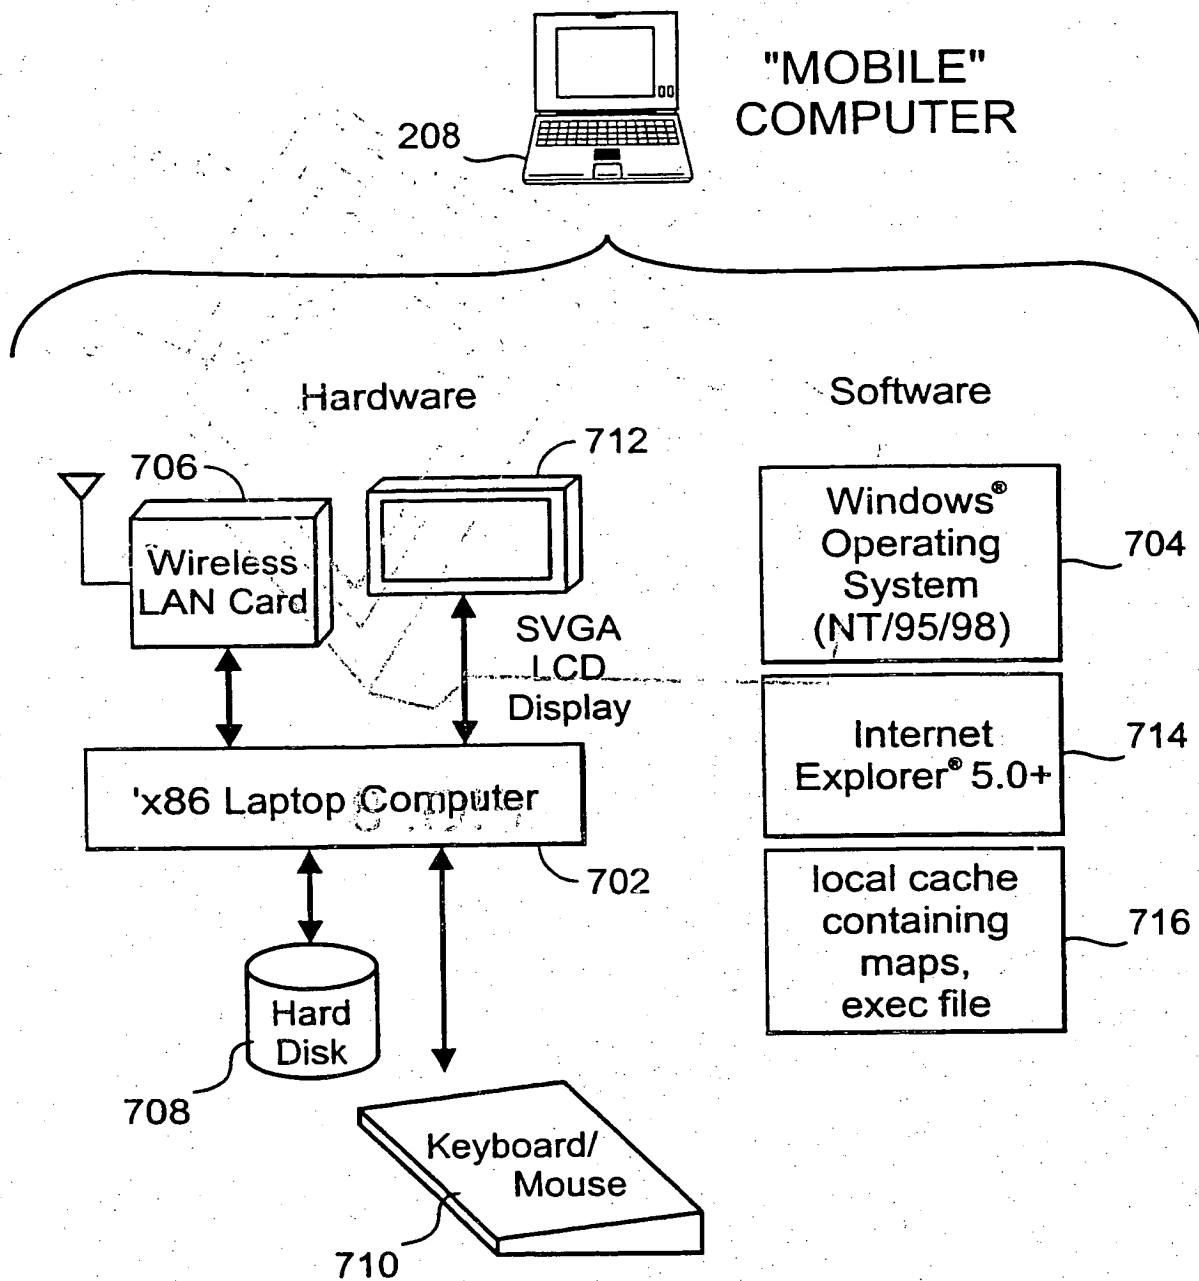 "MOBILE"
COMPUTER
208
Hardware
Software
706
712
Wireless
LAN Card
SVGA
LCD
Display
Windows®
Operating
System
(NT/95/98)
704
Internet
Explorer® 5.0+
714
'x86 Laptop Computer
702
local cache
containing
maps,
exec file
716
Hard
Disk
708
Keyboard/
Mouse
710